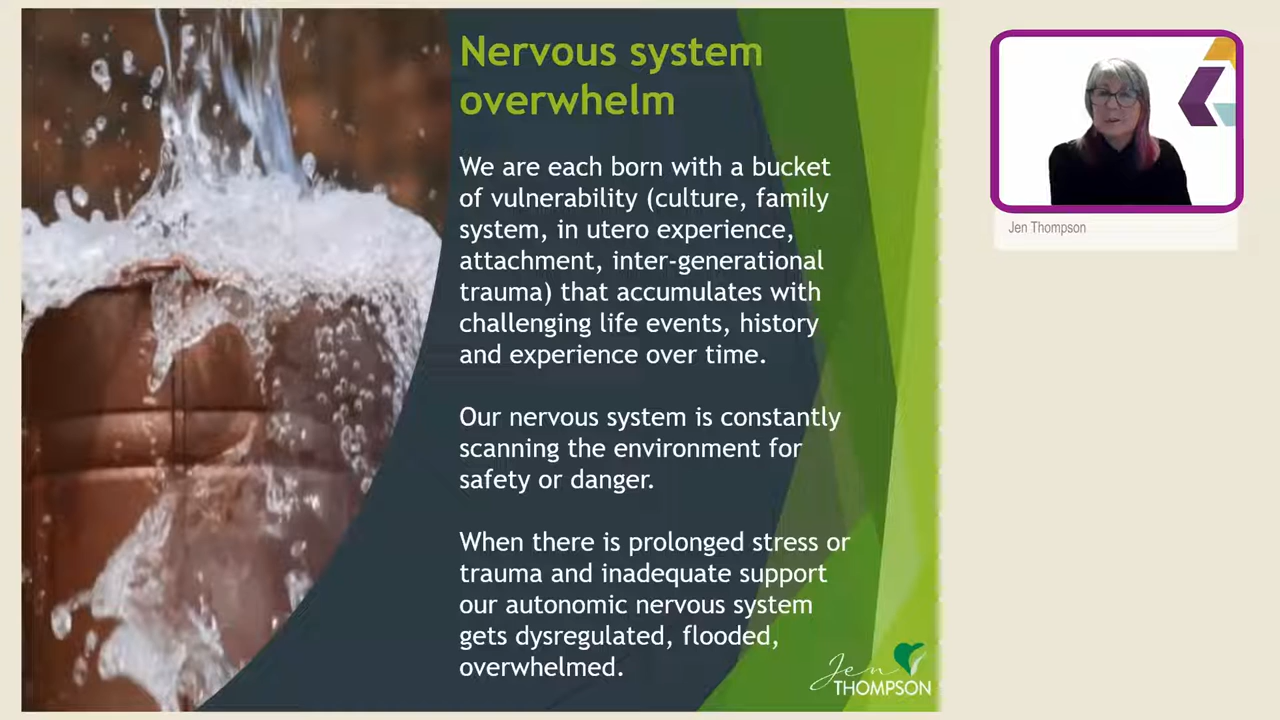 Nervous system
overwhelm
We are each born with a bucket
of vulnerability (culture, family
system, in utero experience,
attachment, inter-generational
trauma) that accumulates with
challenging life events, history
and experience over time.
Our nervous system is constantly
scanning the environment for
safety or danger.
When there is prolonged stress or
trauma and inadequate support
our autonomic nervous system
gets dysregulated, flooded,
overwhelmed.
Jen
THOMPSON
Jen Thompson